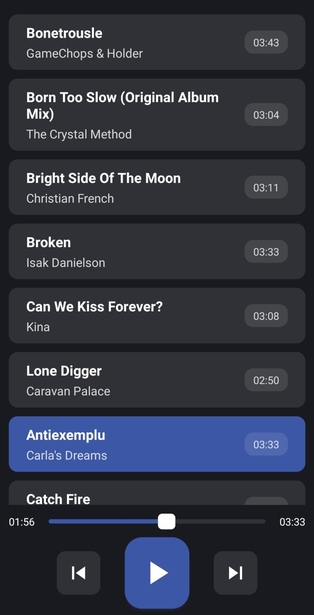 Bonetrousle
GameChops & Holder
03:43
Born Too Slow (Original Album
Mix)
The Crystal Method
03:04
Bright Side Of The Moon
Christian French
03:11
Broken
Isak Danielson
03:33
Can We Kiss Forever?
Kina
03:08
Lone Digger
Caravan Palace
02:50
Antiexemplu
Carla's Dreams
03:33
Catch Fire
01:56
03:33